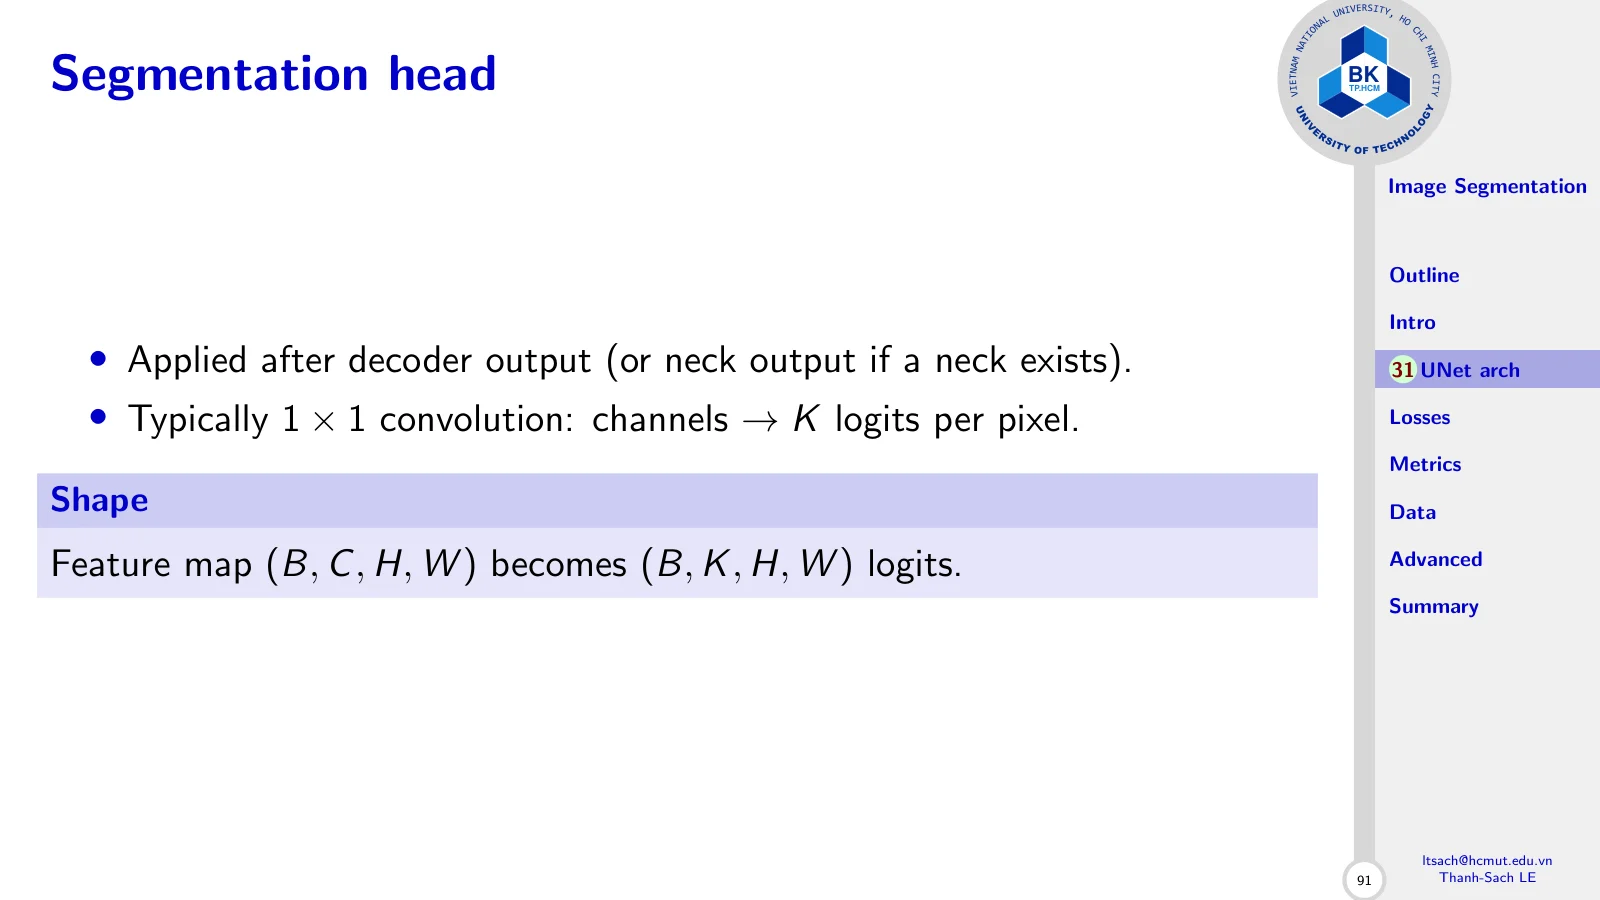 Segmentation head
• Applied after decoder output (or neck output if a neck exists).
• Typically 1 × 1 convolution: channels → K logits per pixel.
Shape
Feature map (B, C, H, W) becomes (B, K, H, W) logits.
VIETNAM NATIONAL UNIVERSITY, HO CHI MINH CITY
BK
TP.HCM
UNIVERSITY OF TECHNOLOGY
Image Segmentation
Outline
Intro
31 UNet arch
Losses
Metrics
Data
Advanced
Summary
ltsach@hcmut.edu.vn
Thanh-Sach LE
91